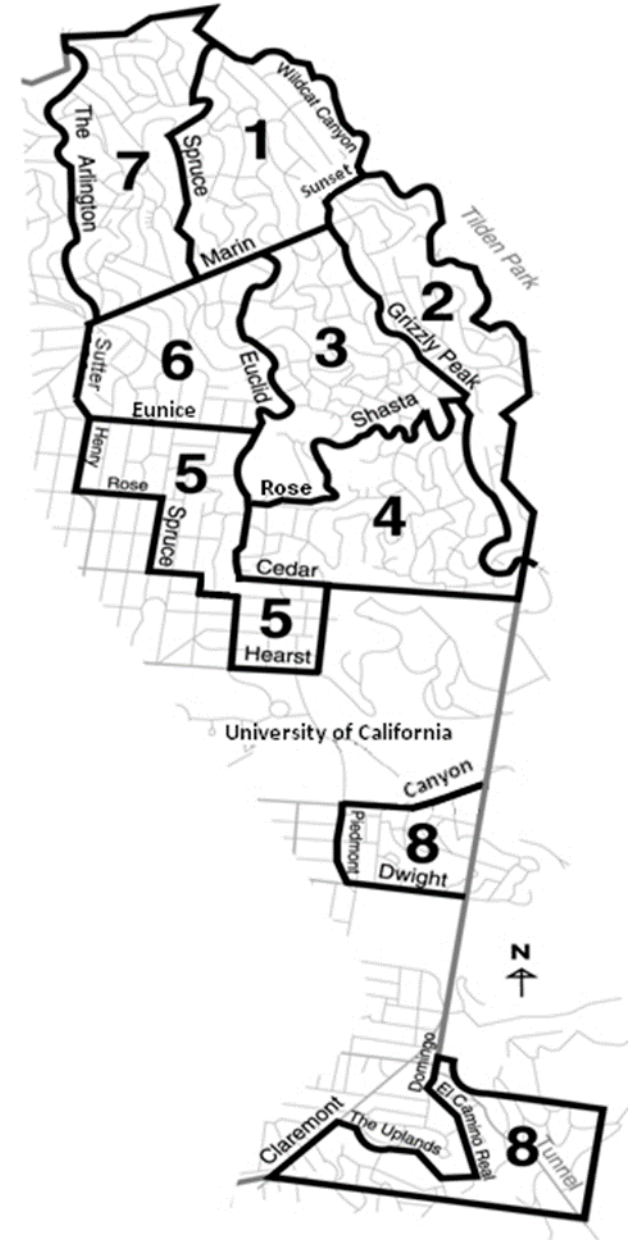 Wildcat Canyon
1
The Arlington
7
Spruce
Sunset
Tilden Park
Marin
2
Grizzly Peak
3
6
Sutter
Euclid
Shasta
Eunice
Henry
5
Rose
Rose
Spruce
4
Cedar
5
Hearst
University of California
Canyon
Piedmont
8
Dwight
N
Domingo
El Camino Real
Claremont
The Uplands
8
Tunnel